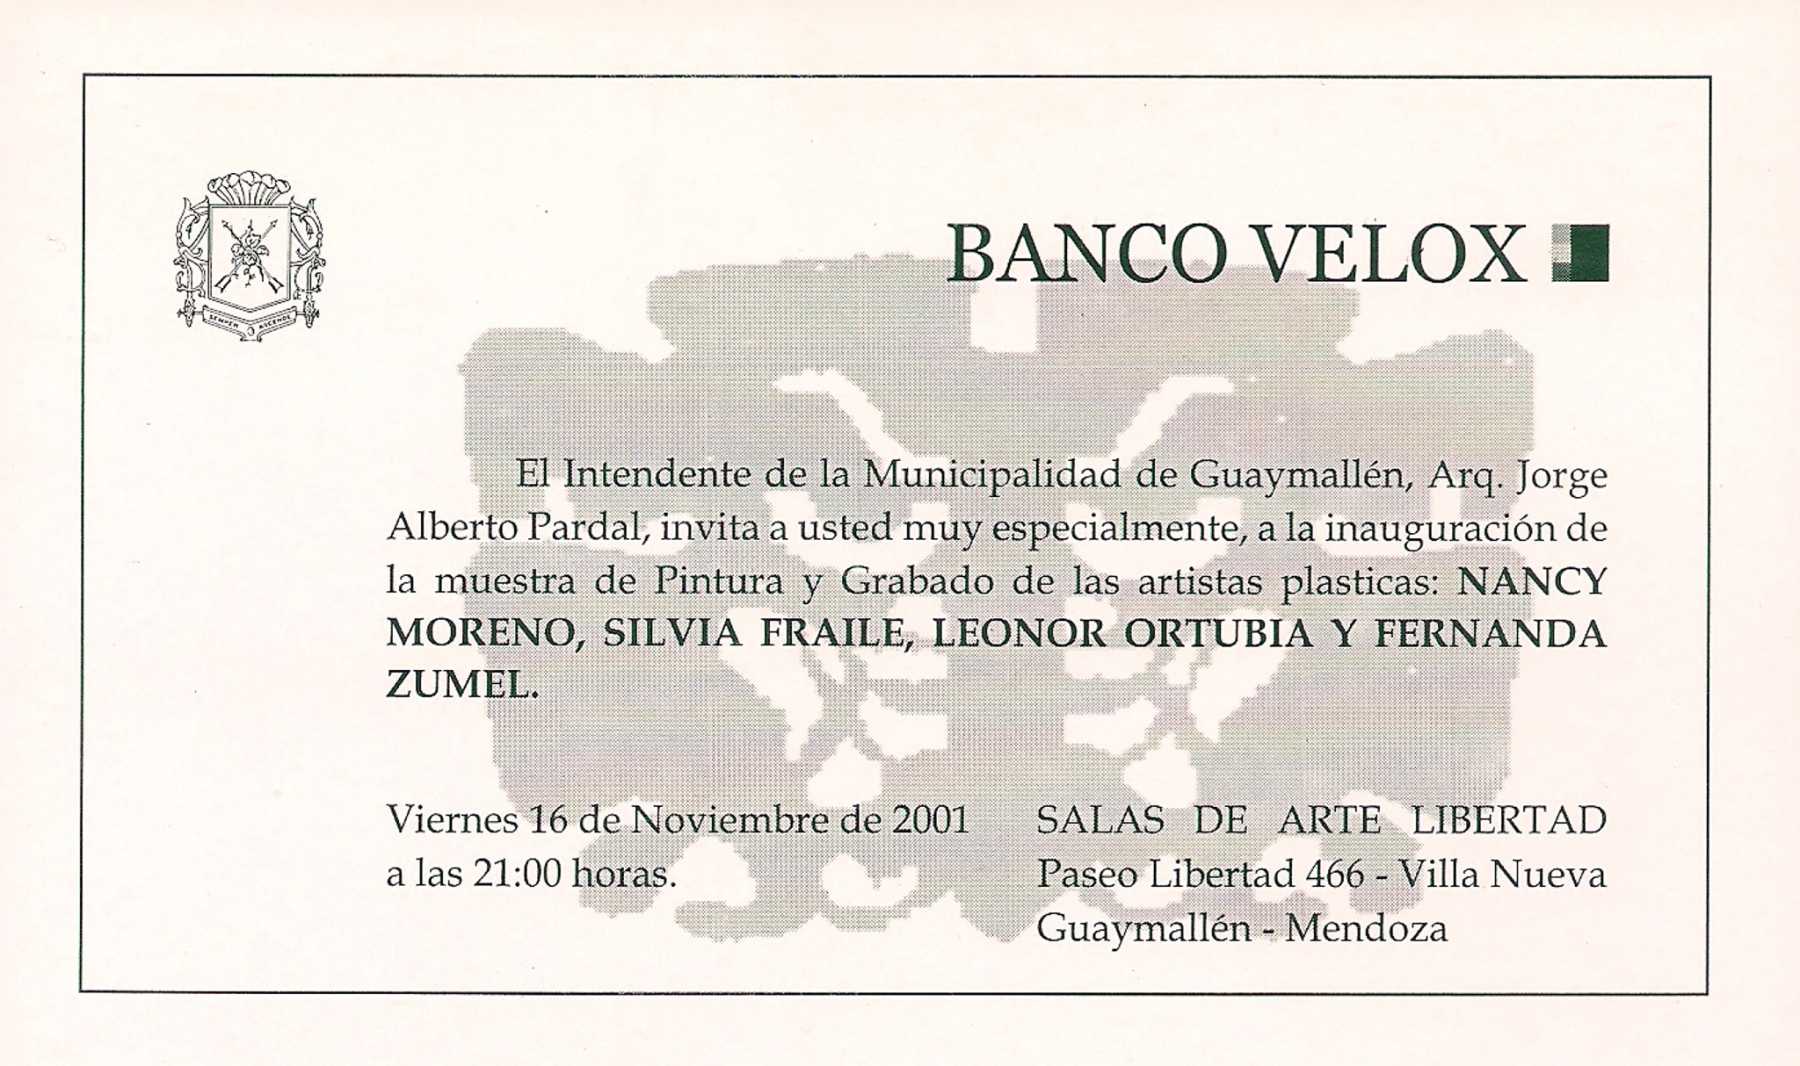 SEMPER ASCENDE
BANCO VELOX
El Intendente de la Municipalidad de Guaymallén, Arq. Jorge
Alberto Pardal, invita a usted muy especialmente, a la inauguración de
la muestra de Pintura y Grabado de las artistas plasticas: NANCY
MORENO, SILVIA FRAILE, LEONOR ORTUBIA Y FERNANDA
ZUMEL.
Viernes 16 de Noviembre de 2001
a las 21:00 horas.
SALAS DE ARTE LIBERTAD
Paseo Libertad 466 - Villa Nueva
Guaymallén - Mendoza